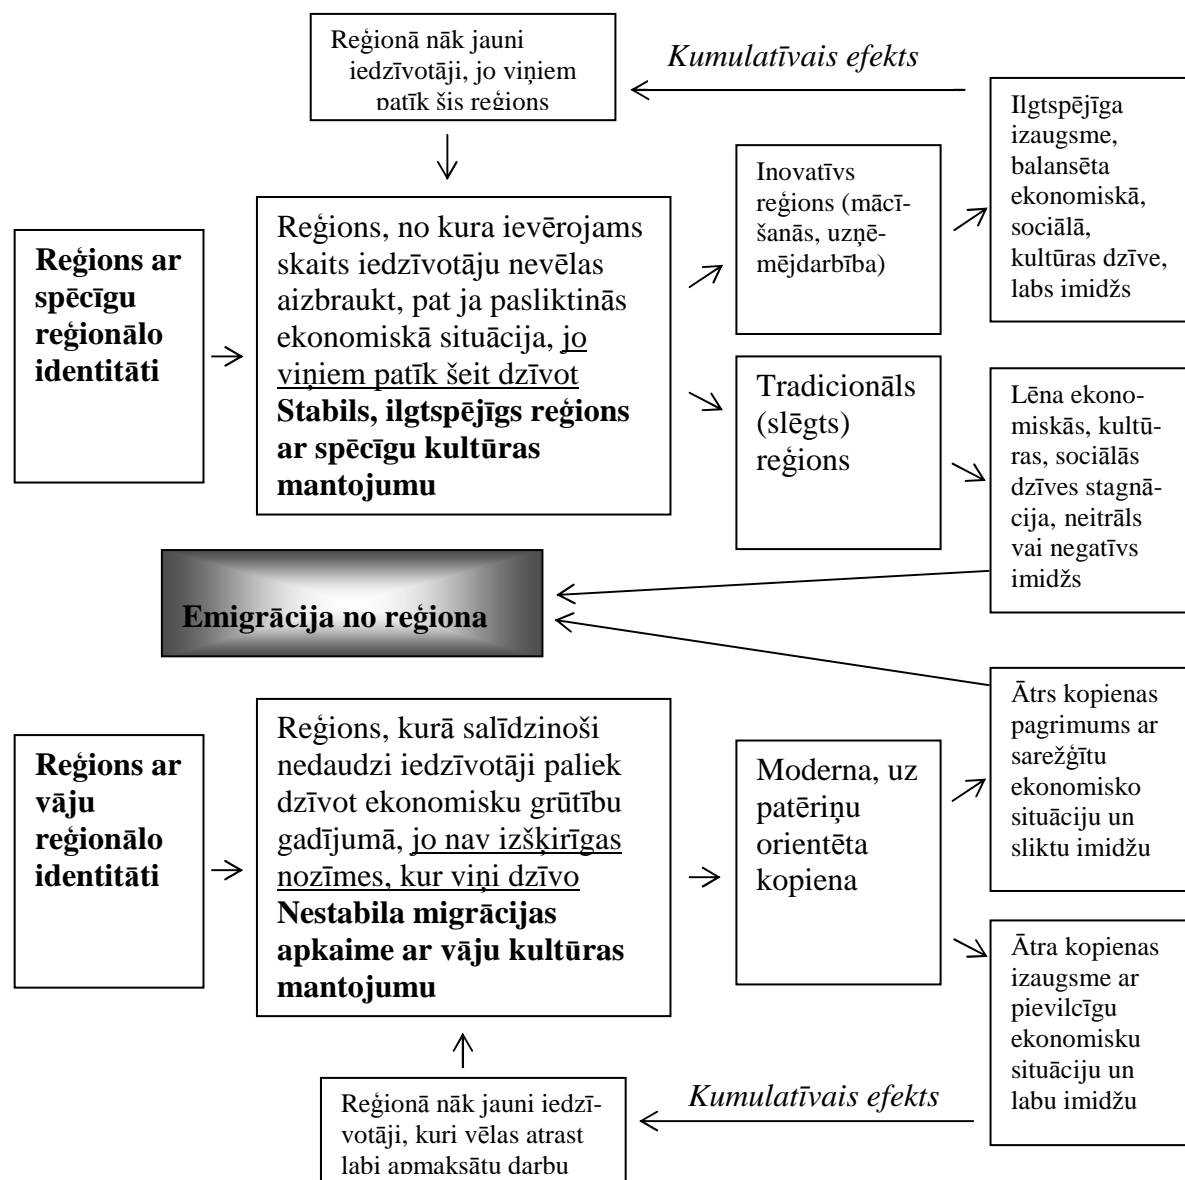 Reģionā nāk jauni
iedzīvotāji, jo viņiem
patīk šis reģions
Kumulatīvais efekts
Ilgtspējīga
izaugsme,
balansēta
ekonomiskā,
sociālā,
kultūras dzīve,
labs imidžs
Inovatīvs
reģions (mācī-
šanās, uzņē-
mējdarbība)
Reģions ar
spēcīgu
reģionālo
identitāti
Reģions, no kura ievērojams
skaits iedzīvotāju nevēlas
aizbraukt, pat ja pasliktinās
ekonomiskā situācija, jo
viņiem patīk šeit dzīvot
Stabils, ilgtspējīgs reģions
ar spēcīgu kultūras
mantojumu
Tradicionāls
(slēgts)
reģions
Lēna ekono-
miskās, kultū-
ras, sociālās
dzīves stagnā-
cija, neitrāls
vai negatīvs
imidžs
Emigrācija no reģiona
Reģions ar
vāju
reģionālo
identitāti
Reģions, kurā salīdzinoši
nedaudzi iedzīvotāji paliek
dzīvot ekonomisku grūtību
gadījumā, jo nav izšķirīgas
nozīmes, kur viņi dzīvo
Nestabila migrācijas
apkaime ar vāju kultūras
mantojumu
Moderna, uz
patēriņu
orientēta
kopiena
Ātrs kopienas
pagrimums ar
sarežģītu
ekonomisko
situāciju un
sliktu imidžu
Ātra kopienas
izaugsme ar
pievilcīgu
ekonomisku
situāciju un
labu imidžu
Kumulatīvais efekts
Reģionā nāk jauni iedzī-
votāji, kuri vēlas atrast
labi apmaksātu darbu